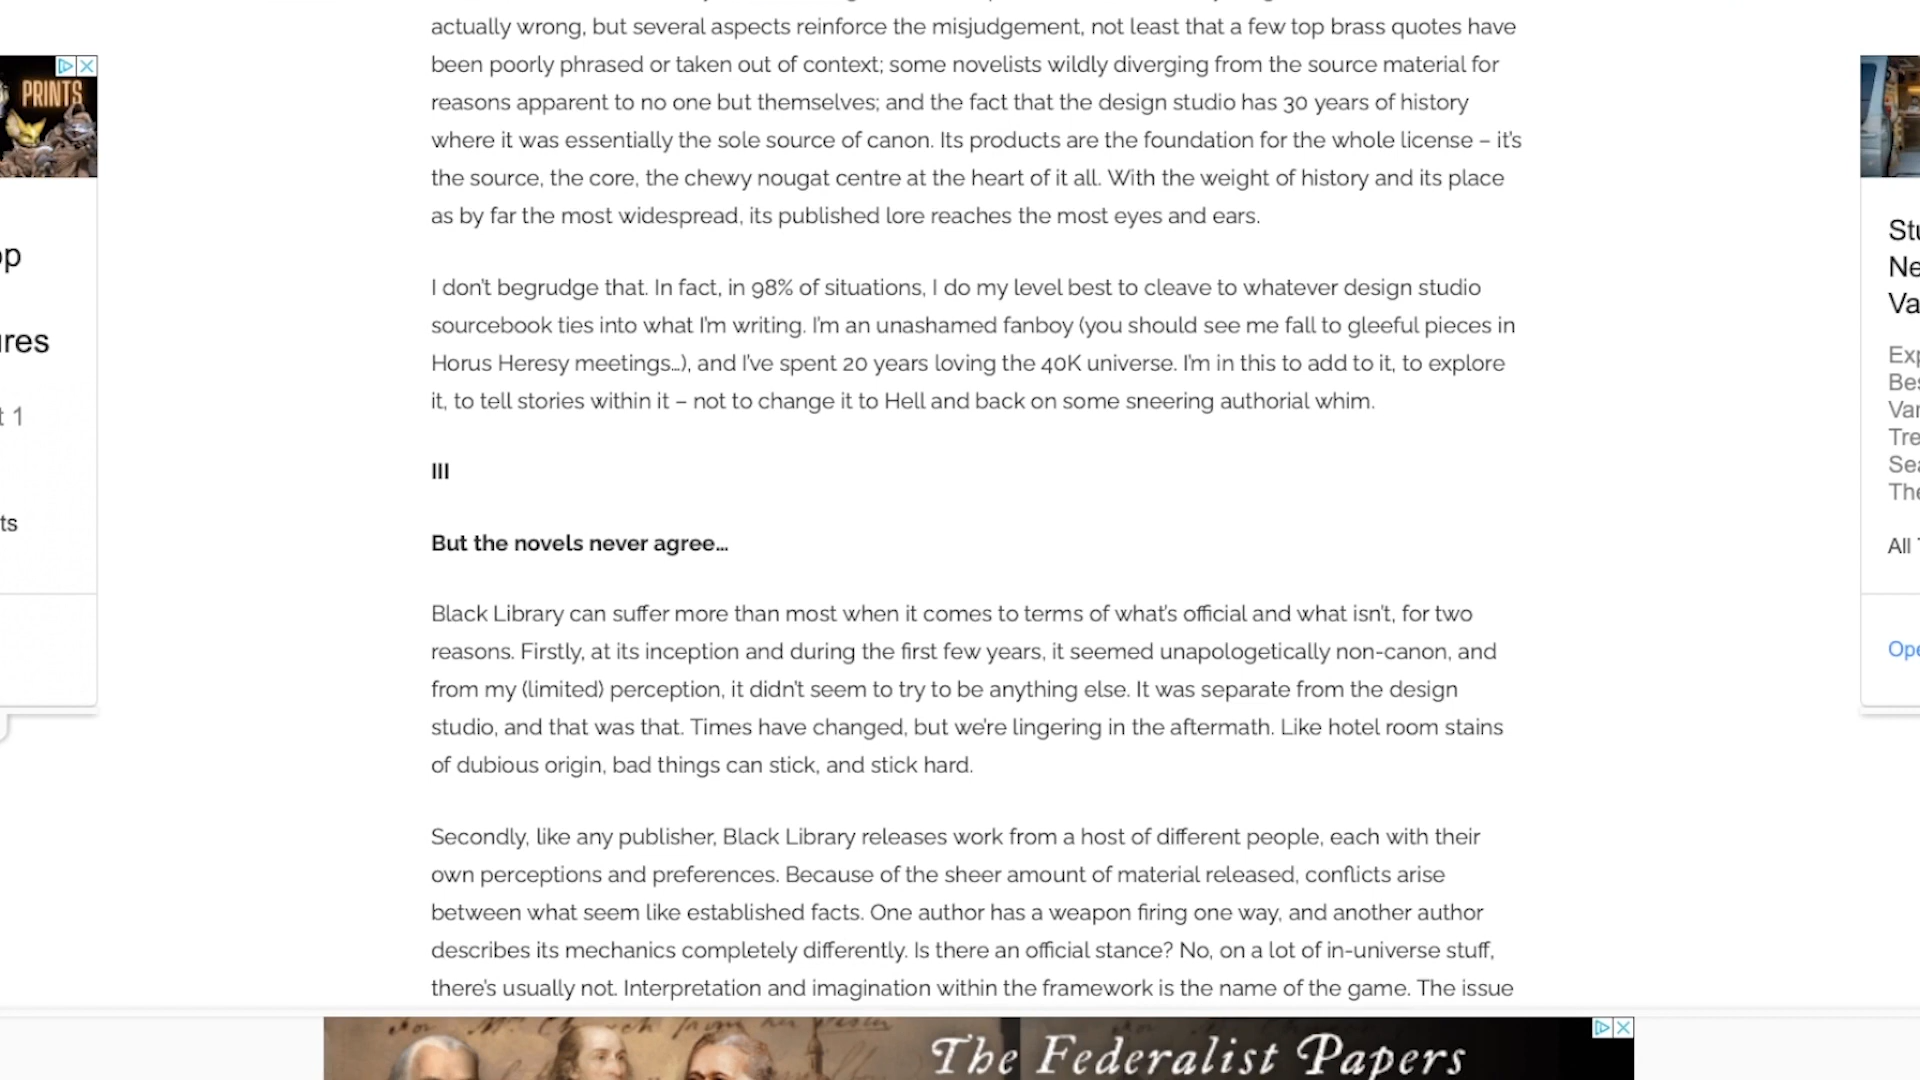 actually wrong, but several aspects reinforce the misjudgement, not least that a few top brass quotes have
been poorly phrased or taken out of context; some novelists wildly diverging from the source material for
reasons apparent to no one but themselves; and the fact that the design studio has 30 years of history
where it was essentially the sole source of canon. Its products are the foundation for the whole license – it's
the source, the core, the chewy nougat centre at the heart of it all. With the weight of history and its place
as by far the most widespread, its published lore reaches the most eyes and ears.
I don't begrudge that. In fact, in 98% of situations, I do my level best to cleave to whatever design studio
sourcebook ties into what I'm writing. I'm an unashamed fanboy (you should see me fall to gleeful pieces in
Horus Heresy meetings…), and I've spent 20 years loving the 40K universe. I'm in this to add to it, to explore
it, to tell stories within it – not to change it to Hell and back on some sneering authorial whim.
III
But the novels never agree…
Black Library can suffer more than most when it comes to terms of what's official and what isn't, for two
reasons. Firstly, at its inception and during the first few years, it seemed unapologetically non-canon, and
from my (limited) perception, it didn't seem to try to be anything else. It was separate from the design
studio, and that was that. Times have changed, but we're lingering in the aftermath. Like hotel room stains
of dubious origin, bad things can stick, and stick hard.
Secondly, like any publisher, Black Library releases work from a host of different people, each with their
own perceptions and preferences. Because of the sheer amount of material released, conflicts arise
between what seem like established facts. One author has a weapon firing one way, and another author
describes its mechanics completely differently. Is there an official stance? No, on a lot of in-universe stuff,
there's usually not. Interpretation and imagination within the framework is the name of the game. The issue
PRINTS
op
ures
t 1
ts
Stu
Ne
Va
Exp
Bes
Var
Tre
Sea
The
All
Ope
The Federalist Papers